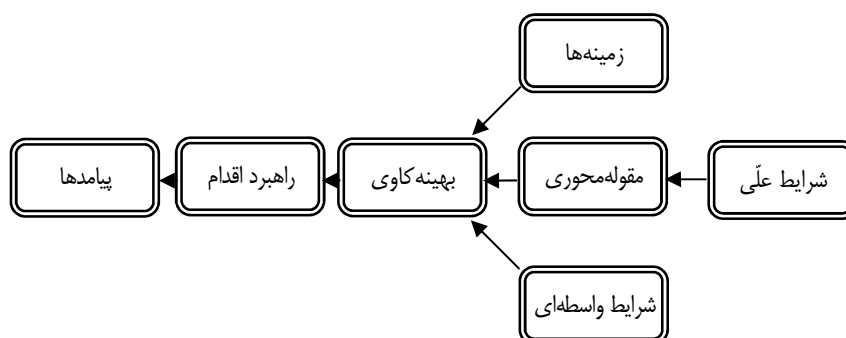 زمینه‌ها
شرایط علّی
مقوله‌محوری
بهینه‌کاوی
راهبرد اقدام
پیامدها
شرایط واسطه‌ای